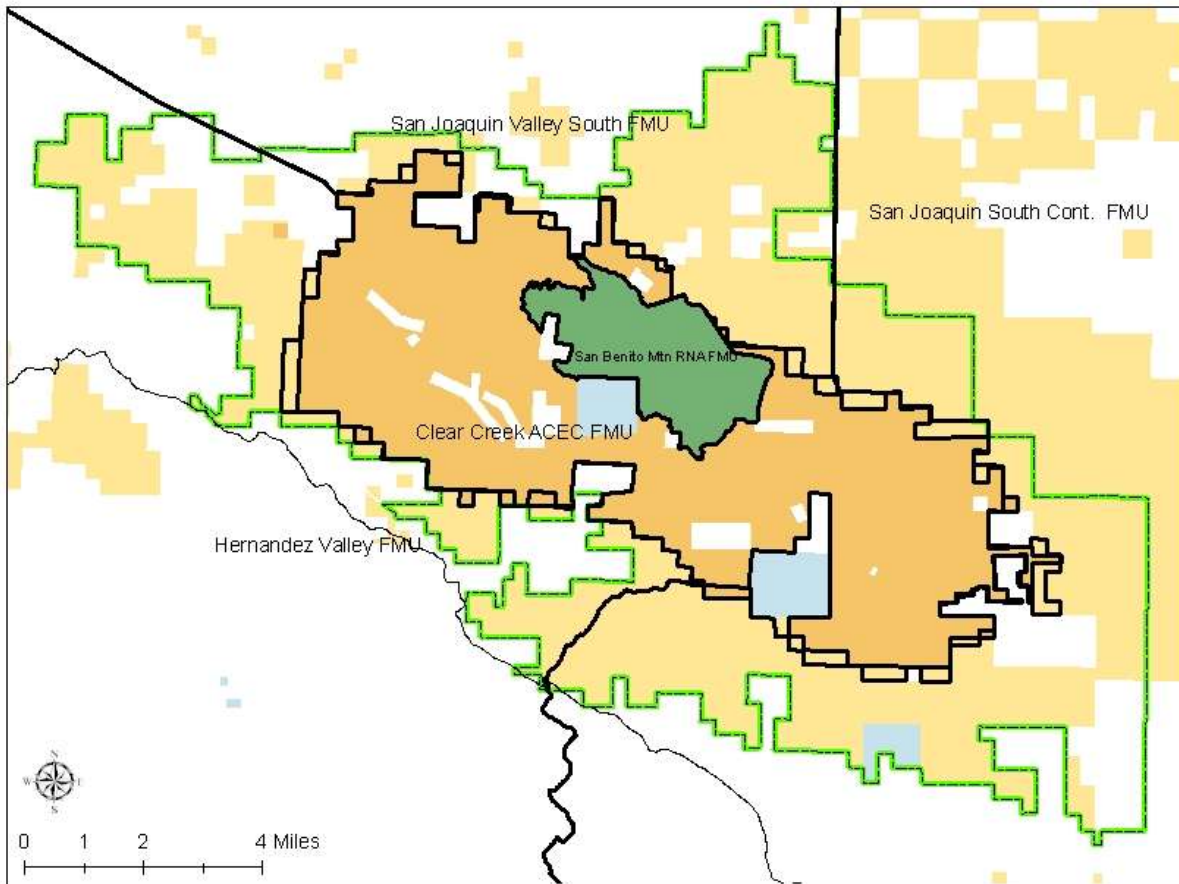 San Joaquin Valley South FMU
San Joaquin South Cont. FMU
San Benito Mtn RNA FMU
Clear Creek ACEC FMU
Hernandez Valley FMU
N
W E
S
0 1 2 4 Miles